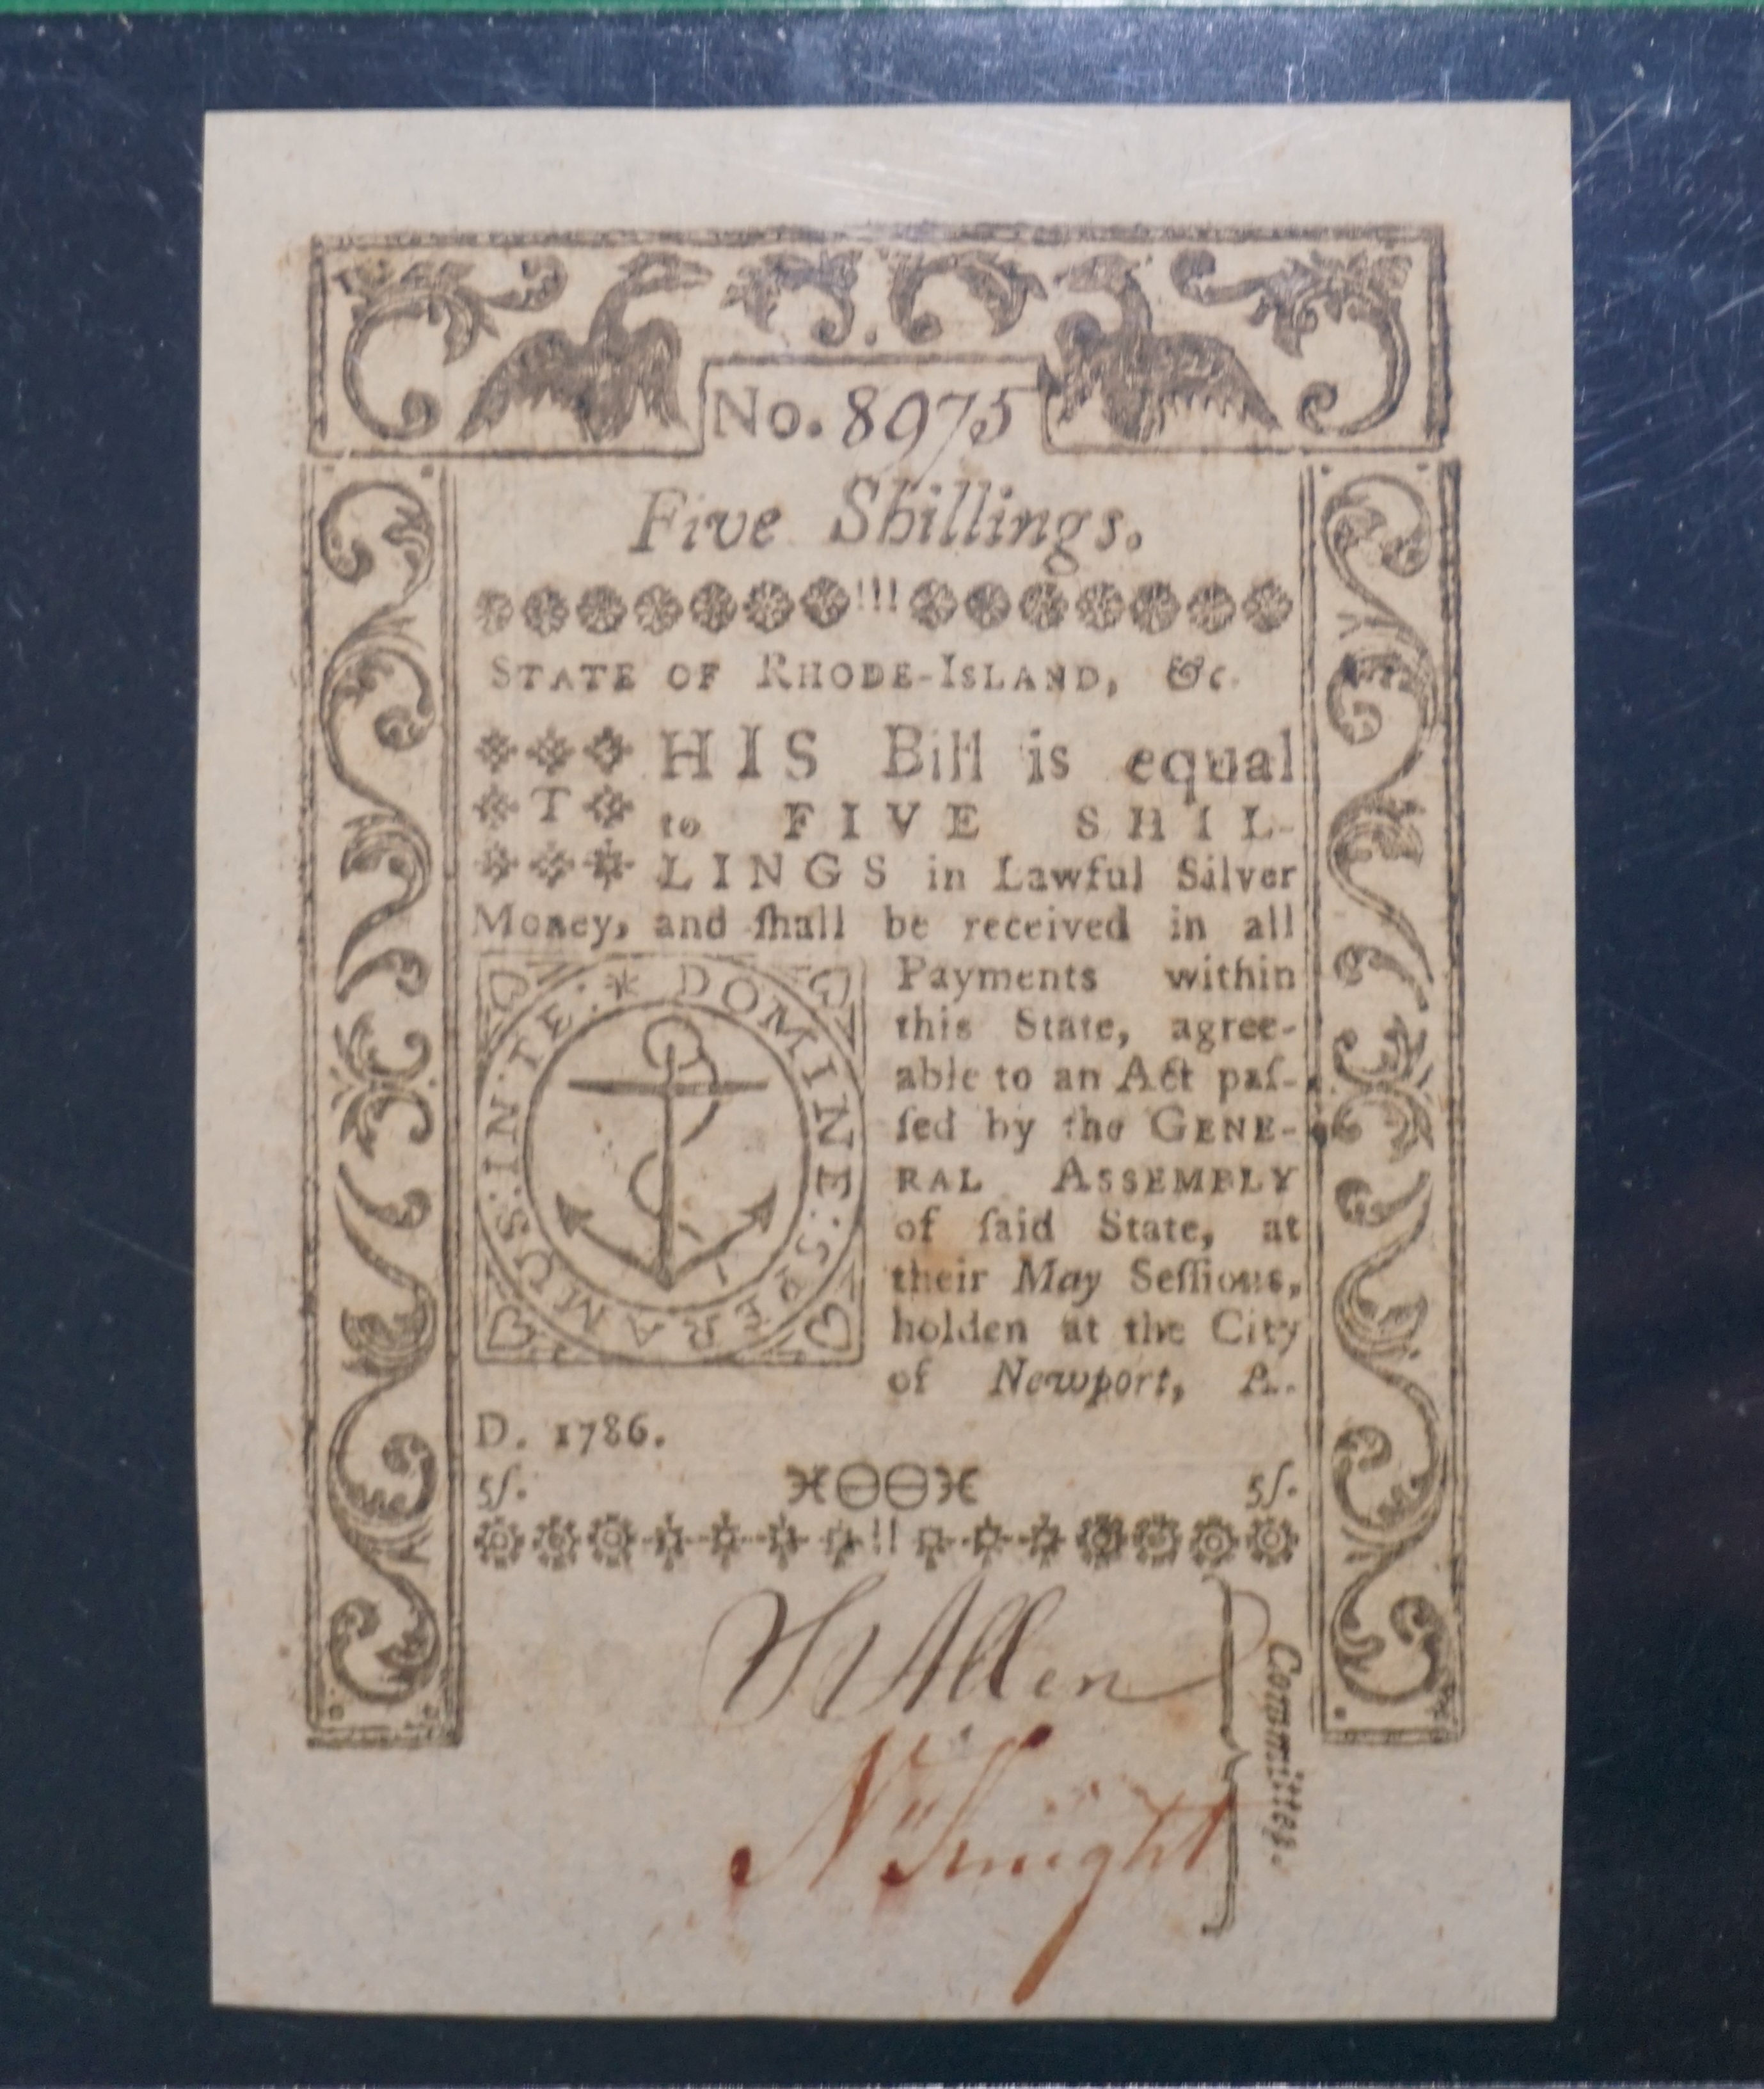 No. 8975
Five Shillings.
STATE OF RHODE-ISLAND, &c.
THIS Bill is equal
to FIVE SHIL-
LINGS in Lawful Silver
Money, and ſhall be received in all
Payments within
this State, agree-
able to an Act paſ-
ſed by the GENE-
RAL ASSEMBLY
of ſaid State, at
their May Seſſions,
holden at the City
of Newport, A.
D. 1786.
DOMINE: SPERAMUS: IN: TE:
5ſ. 5ſ.
Allen
N Knight
Committee.